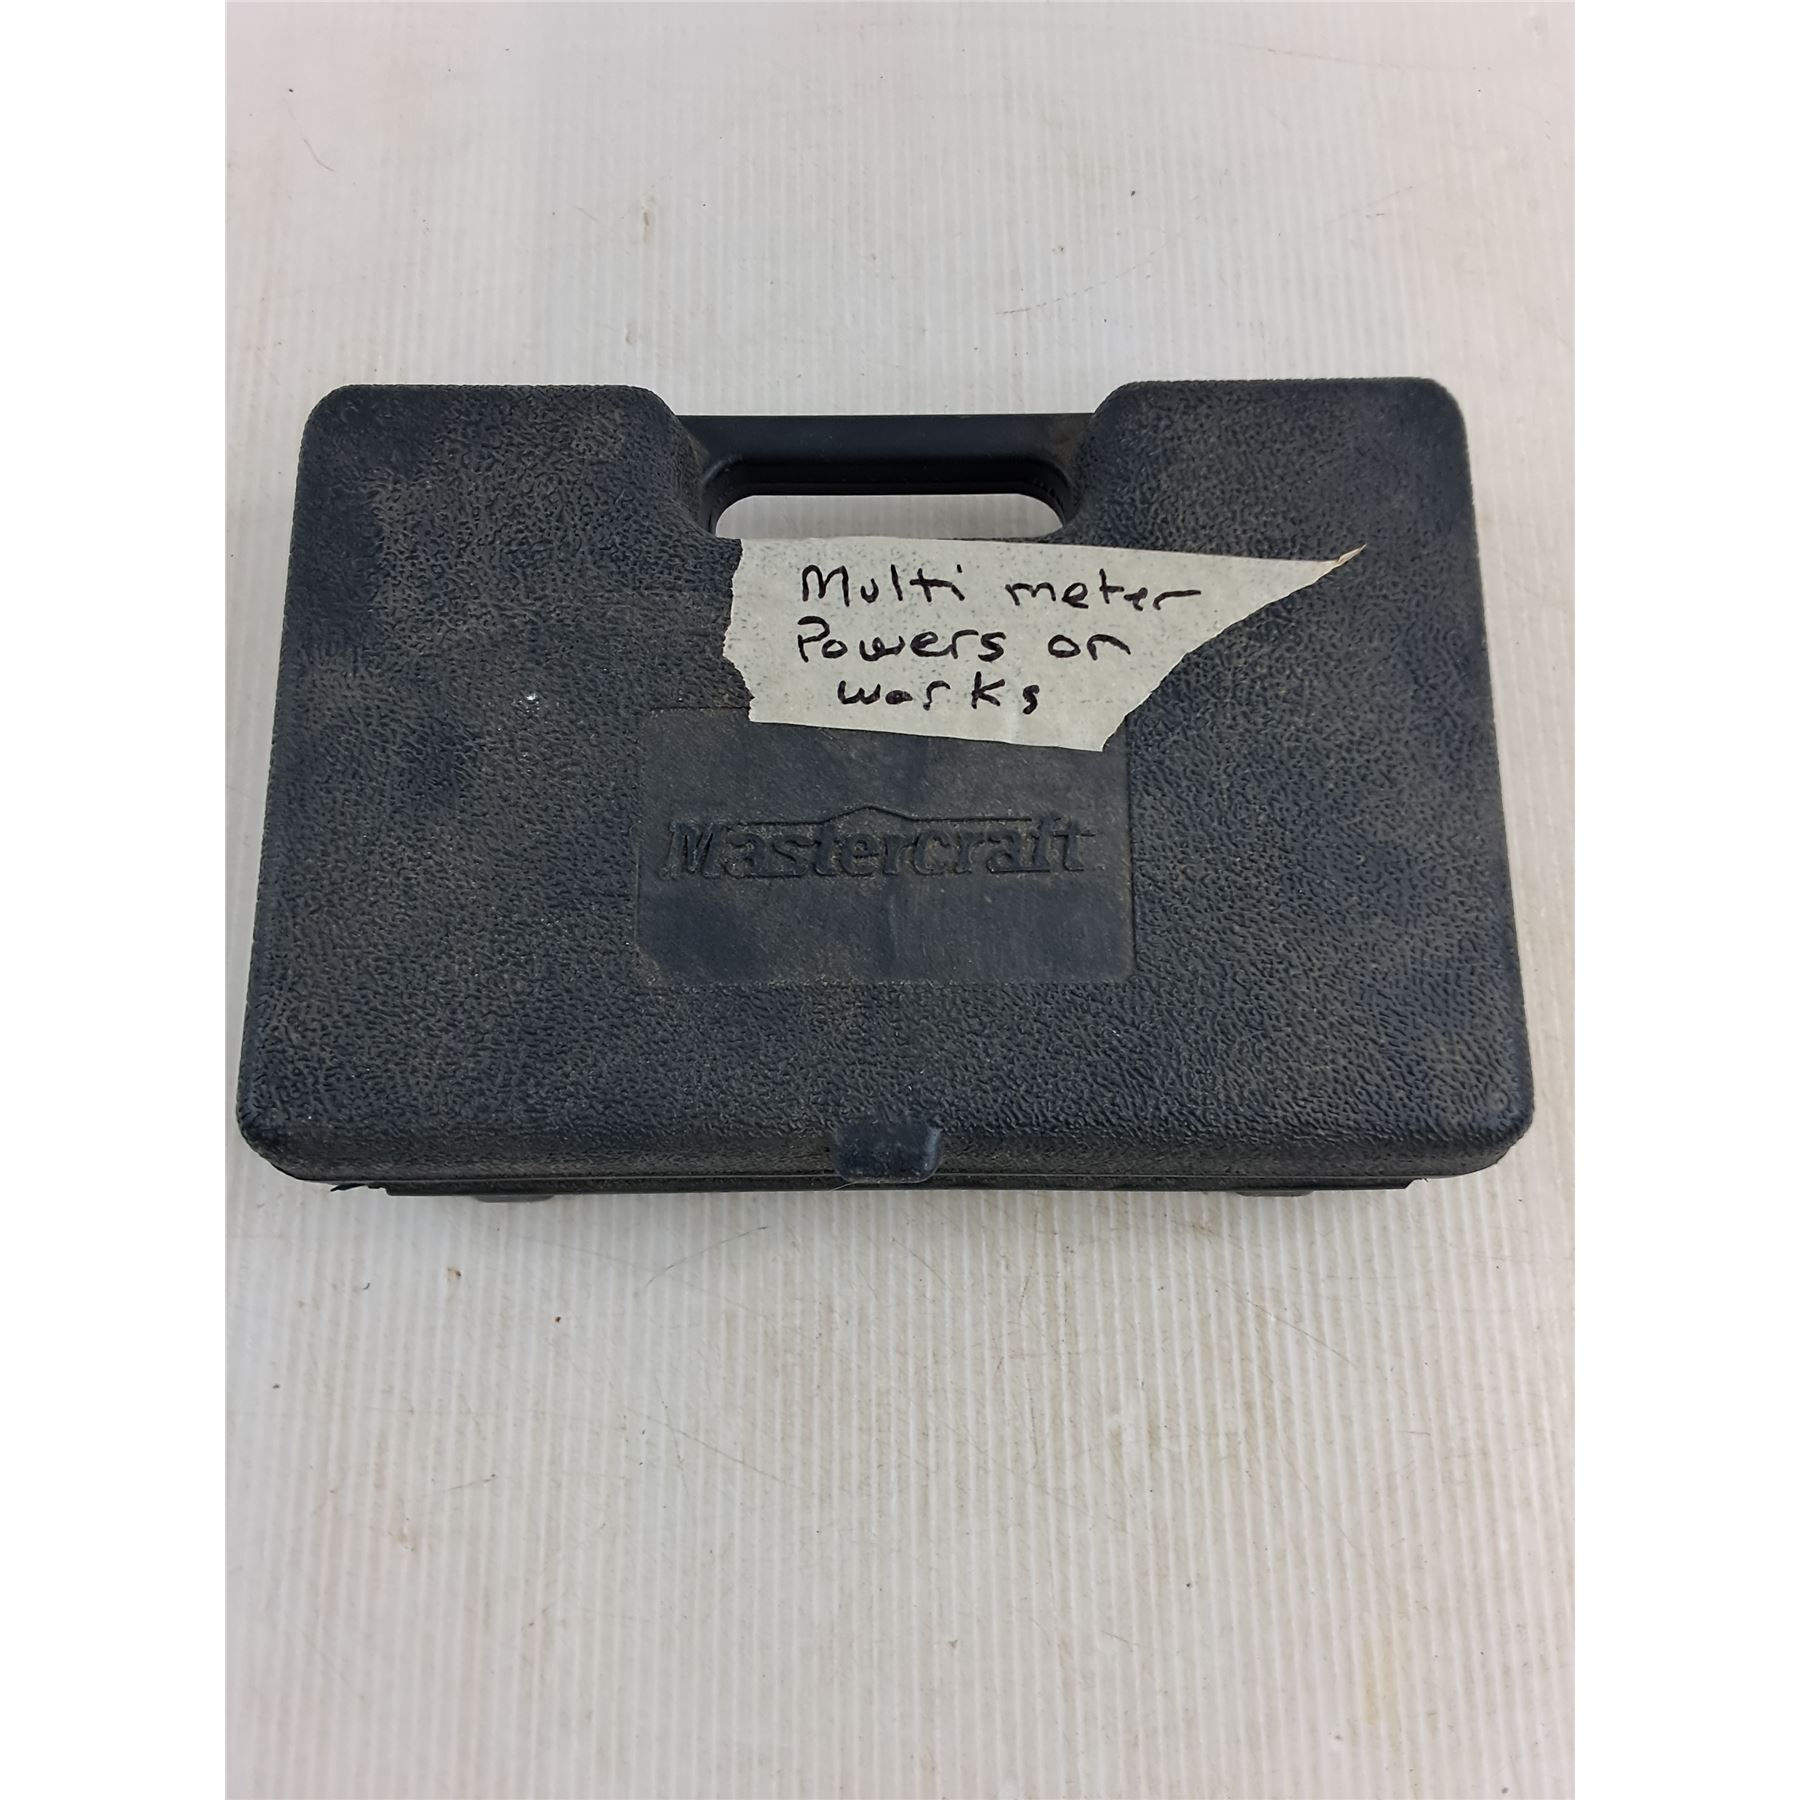 Multi meter
Powers on
works
Mastercraft